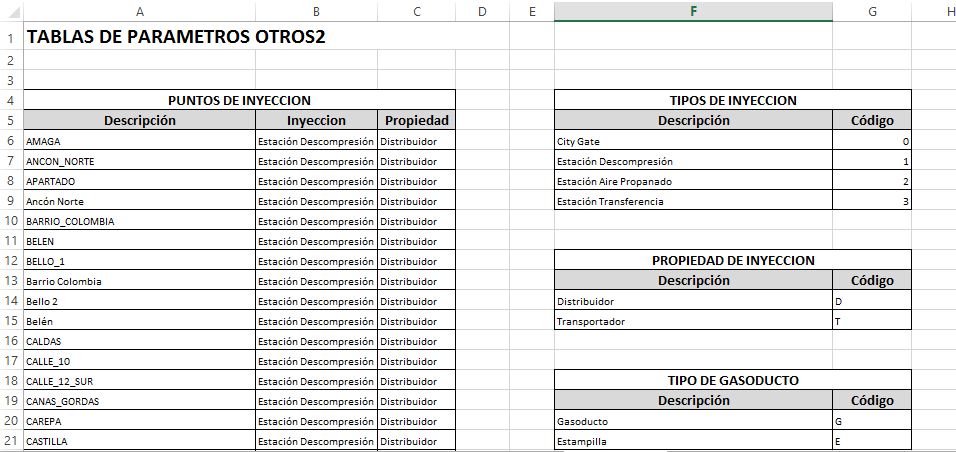 A B C D E F G H
1 TABLAS DE PARAMETROS OTROS2
2
3
4 PUNTOS DE INYECCION TIPOS DE INYECCION
5 Descripción Inyeccion Propiedad Descripción Código
6 AMAGA Estación Descompresión Distribuidor City Gate 0
7 ANCON_NORTE Estación Descompresión Distribuidor Estación Descompresión 1
8 APARTADO Estación Descompresión Distribuidor Estación Aire Propanado 2
9 Ancón Norte Estación Descompresión Distribuidor Estación Transferencia 3
10 BARRIO_COLOMBIA Estación Descompresión Distribuidor
11 BELEN Estación Descompresión Distribuidor
12 BELLO_1 Estación Descompresión Distribuidor PROPIEDAD DE INYECCION
13 Barrio Colombia Estación Descompresión Distribuidor Descripción Código
14 Bello 2 Estación Descompresión Distribuidor Distribuidor D
15 Belén Estación Descompresión Distribuidor Transportador T
16 CALDAS Estación Descompresión Distribuidor
17 CALLE_10 Estación Descompresión Distribuidor
18 CALLE_12_SUR Estación Descompresión Distribuidor TIPO DE GASODUCTO
19 CANAS_GORDAS Estación Descompresión Distribuidor Descripción Código
20 CAREPA Estación Descompresión Distribuidor Gasoducto G
21 CASTILLA Estación Descompresión Distribuidor Estampilla E